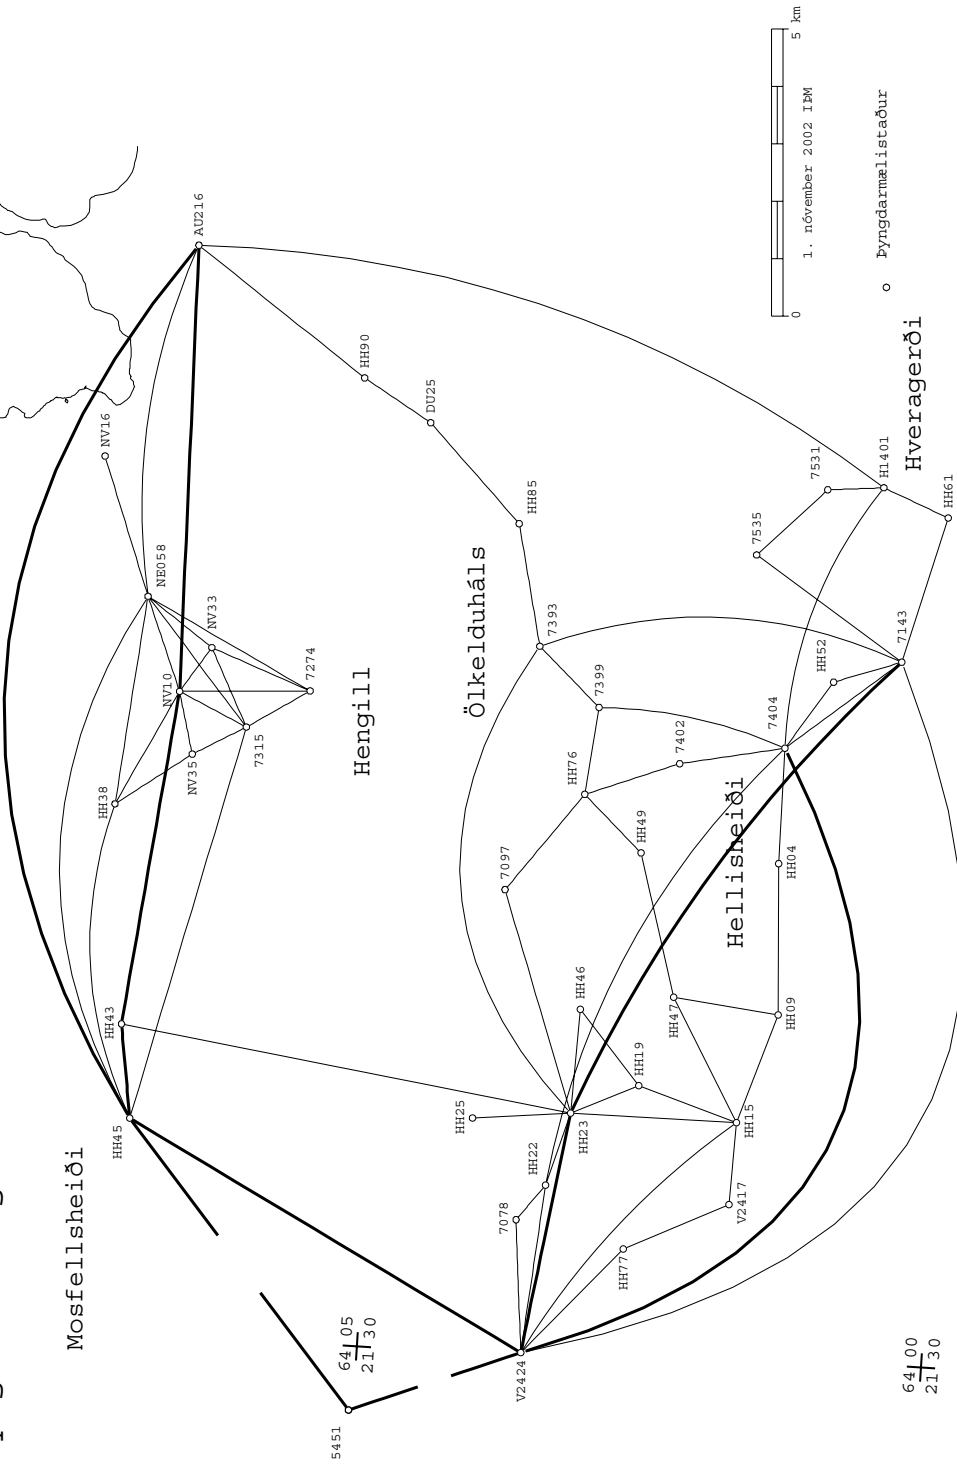 Mosfellsheiði
HH45
HH43
HH38
NV35
NV10
7315
7274
NV33
NE058
NV16
AU216
Hengill
HH90
DU25
HH85
Ölkelduháls
7393
7399
HH76
7402
7097
HH49
HH46
HH47
HH19
HH25
HH23
HH22
7078
5451
V2424
HH77
V2417
HH15
HH09
HH04
Hellisheiði
7404
HH52
7143
7535
7531
H1401
HH61
Hveragerði
64 05
21 30
64 00
21 30
0
5 km
1. nóvember 2002 IÞM
Þyngdarmælistaður